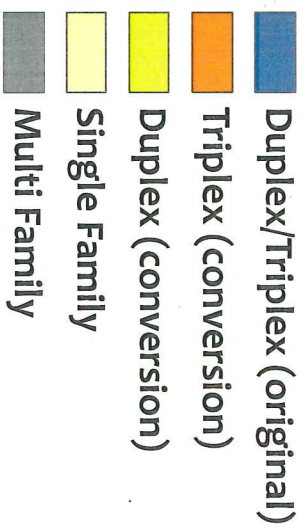 Duplex/Triplex (original)
Triplex (conversion)
Duplex (conversion)
Single Family
Multi Family